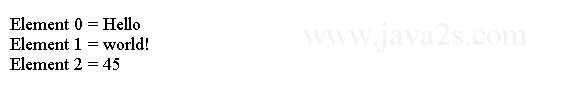 Element 0 = Hello
Element 1 = world!
Element 2 = 45
www.java2s.com